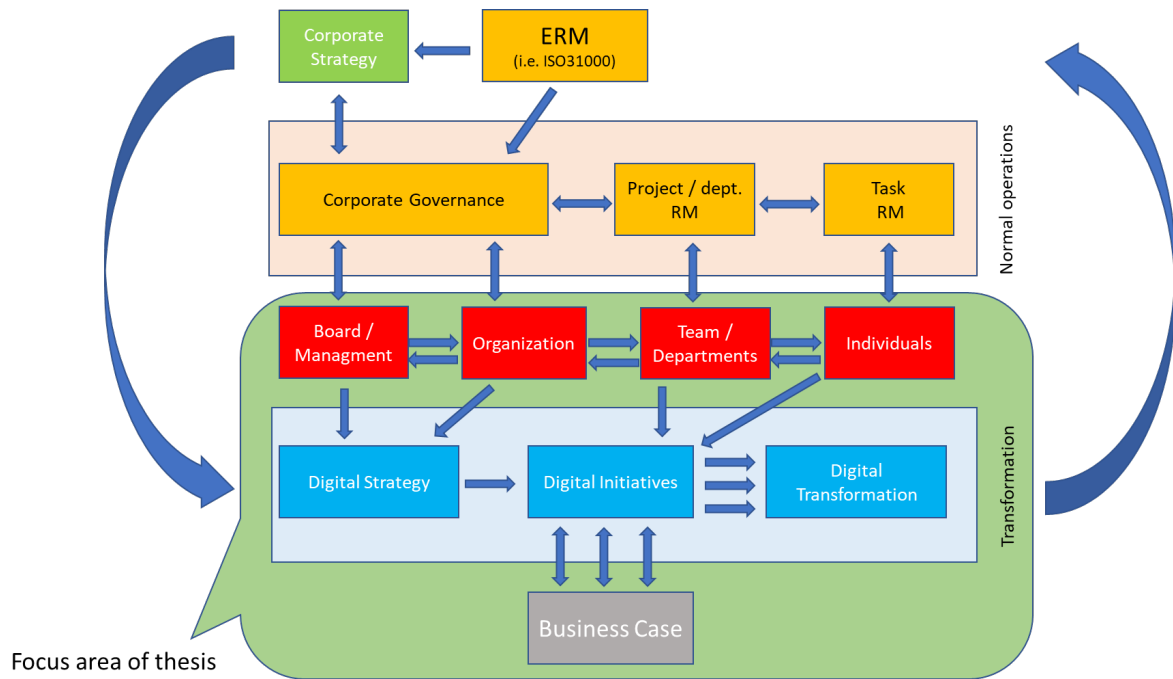 Corporate
Strategy
ERM
(i.e. ISO31000)
Corporate Governance
Project / dept.
RM
Task
RM
Normal operations
Board /
Managment
Organization
Team /
Departments
Individuals
Digital Strategy
Digital Initiatives
Digital
Transformation
Transformation
Business Case
Focus area of thesis